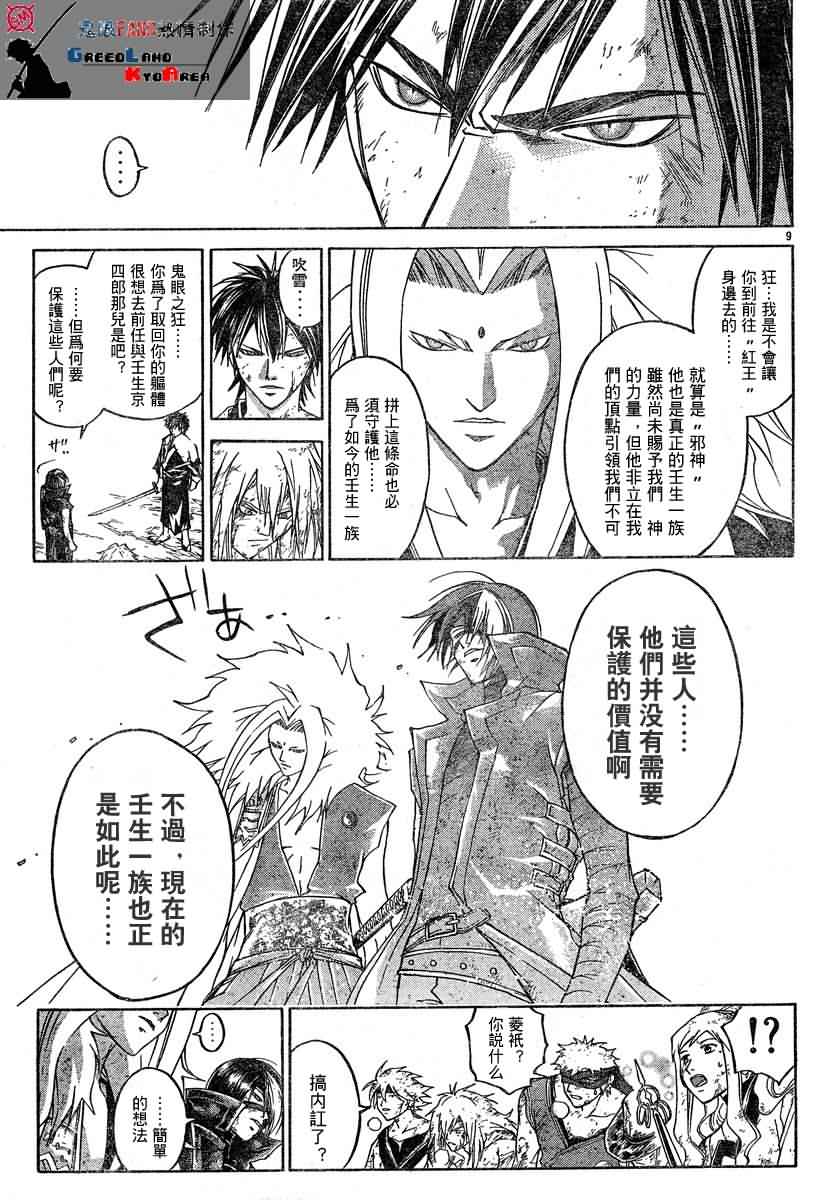 鬼眼FANS熱情制作
GREEDLAND
KYOAREA
…
9
狂…我是不會讓
你到前往〝紅王〞
身邊去的……
就算是〝邪神〞
他也是真正的壬生一族
雖然尚未賜予我們 神
的力量，但他非立在我
們的頂點引領我們不可
拼上這條命也必
須守護他……
爲了如今的壬生一族
吹雪…
鬼眼之狂……
你爲了取回你的軀體
很想去前任與壬生京
四郎那兒是吧？
……但爲何要
保護這些人們呢？
ザッ
ざぁ
這些人……
他們并没有需要
保護的價值啊
不過，現在的
壬生一族也正
是如此呢……
!?
菱祇？
你説什么
搞内訌了？
…
……簡單
的想法